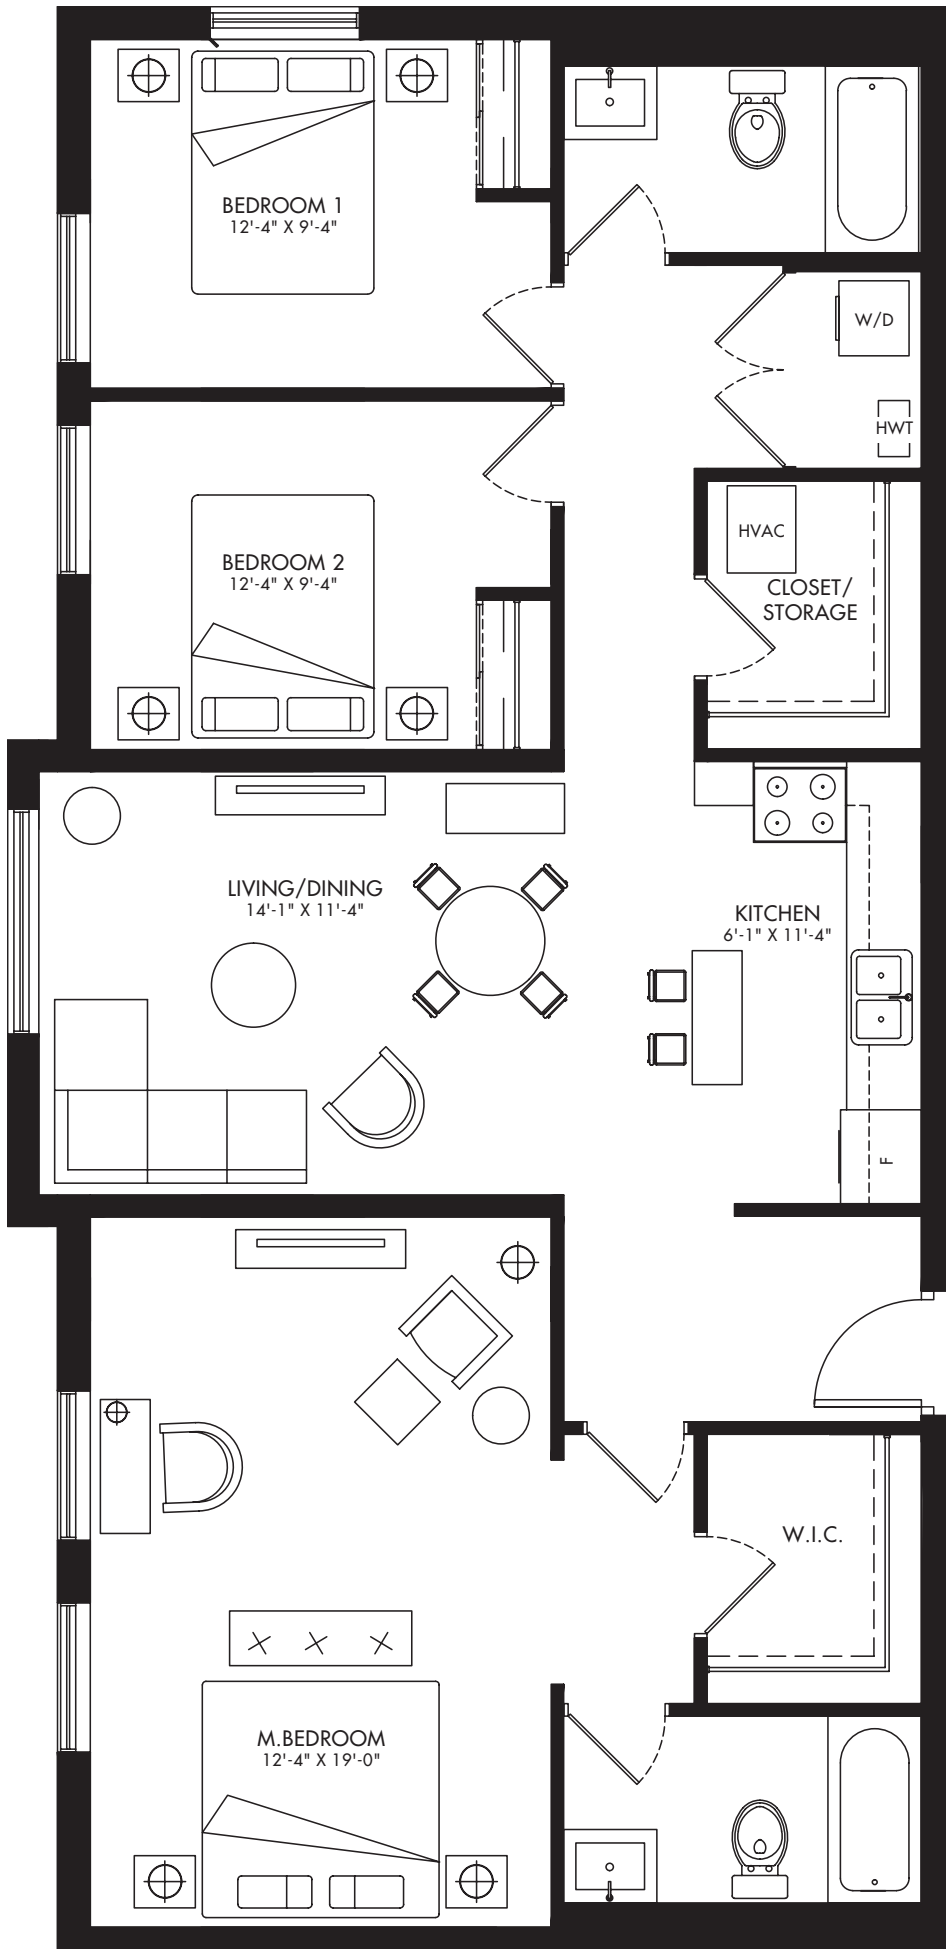 BEDROOM 1
12'-4" X 9'-4"
W/D
HWT
HVAC
CLOSET/
STORAGE
BEDROOM 2
12'-4" X 9'-4"
LIVING/DINING
14'-1" X 11'-4"
KITCHEN
6'-1" X 11'-4"
F
W.I.C.
M.BEDROOM
12'-4" X 19'-0"